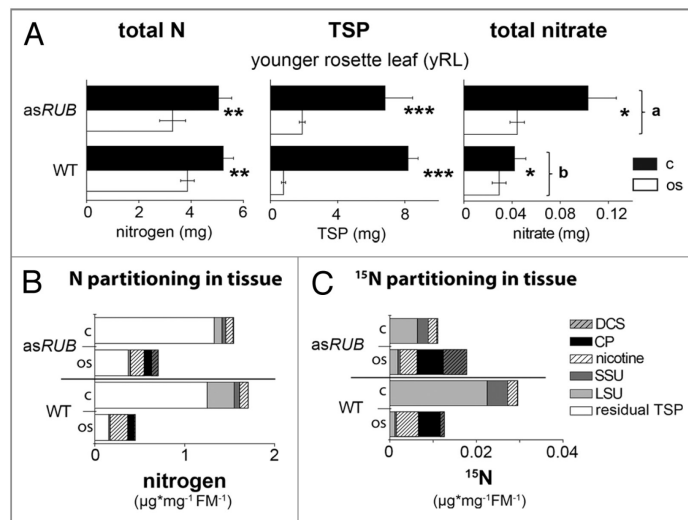 A
total N TSP total nitrate
younger rosette leaf (yRL)
asRUB
** *** * a
WT
** *** * b
c
os
0 2 4 6 0 4 8 0 0.04 0.08 0.12
nitrogen (mg) TSP (mg) nitrate (mg)
B N partitioning in tissue
asRUB
c
os
WT
c
os
0 1 2
nitrogen
(µg*mg⁻¹ FM⁻¹)
C ¹⁵N partitioning in tissue
asRUB
c
os
WT
c
os
0 0.02 0.04
¹⁵N
(µg*mg⁻¹FM⁻¹)
DCS
CP
nicotine
SSU
LSU
residual TSP